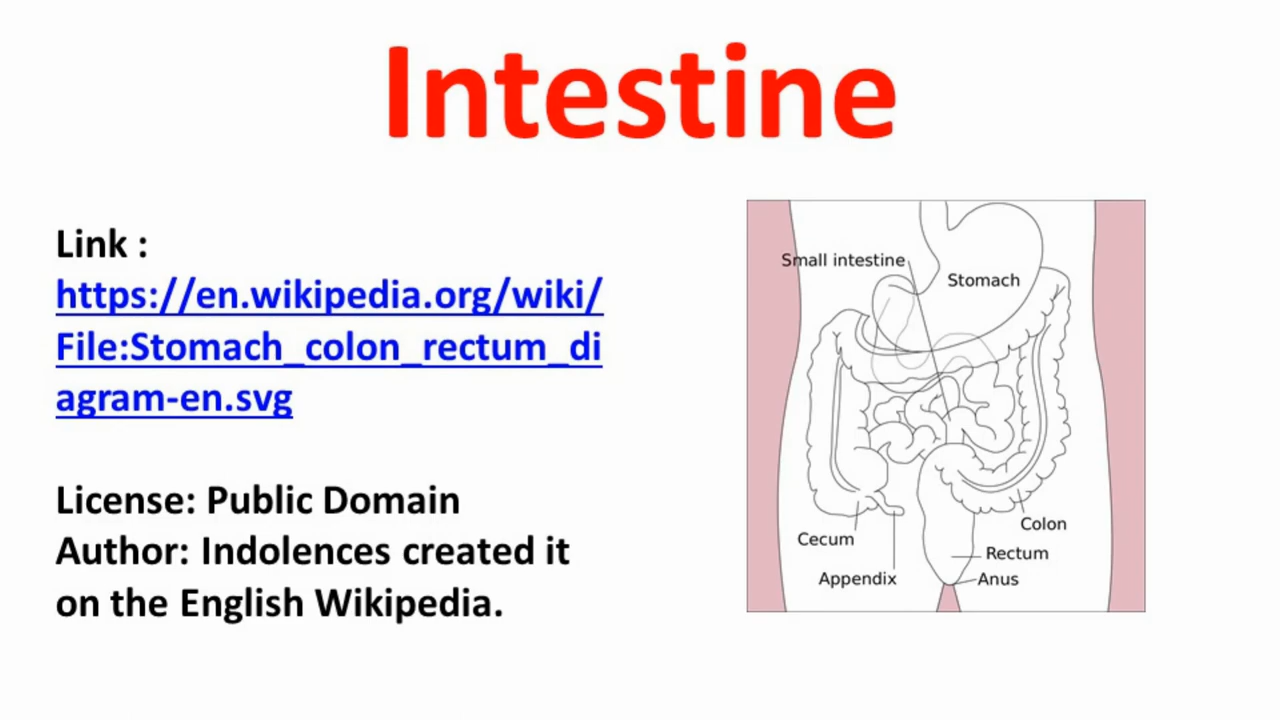 Intestine
Link :
https://en.wikipedia.org/wiki/
File:Stomach_colon_rectum_di
agram-en.svg
License: Public Domain
Author: Indolences created it
on the English Wikipedia.
Small intestine
Stomach
Colon
Cecum
Rectum
Appendix
Anus